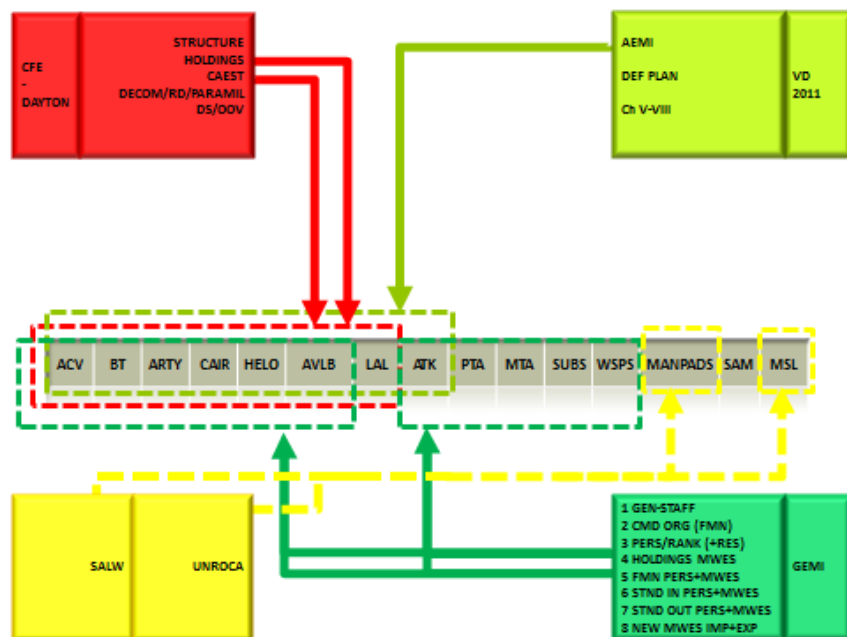 CFE
-
DAYTON
STRUCTURE
HOLDINGS
CAEST
DECOM/RD/PARAMIL
DS/OOV
AEMI
DEF PLAN
Ch V-VIII
VD
2011
ACV BT ARTY CAIR HELO AVLB LAL ATK PTA MTA SUBS WSPS MANPADS SAM MSL
SALW
UNROCA
1 GEN-STAFF
2 CMD ORG (FMN)
3 PERS/RANK (+RES)
4 HOLDINGS MWES
5 FMN PERS+MWES
6 STND IN PERS+MWES
7 STND OUT PERS+MWES
8 NEW MWES IMP+EXP
GEMI